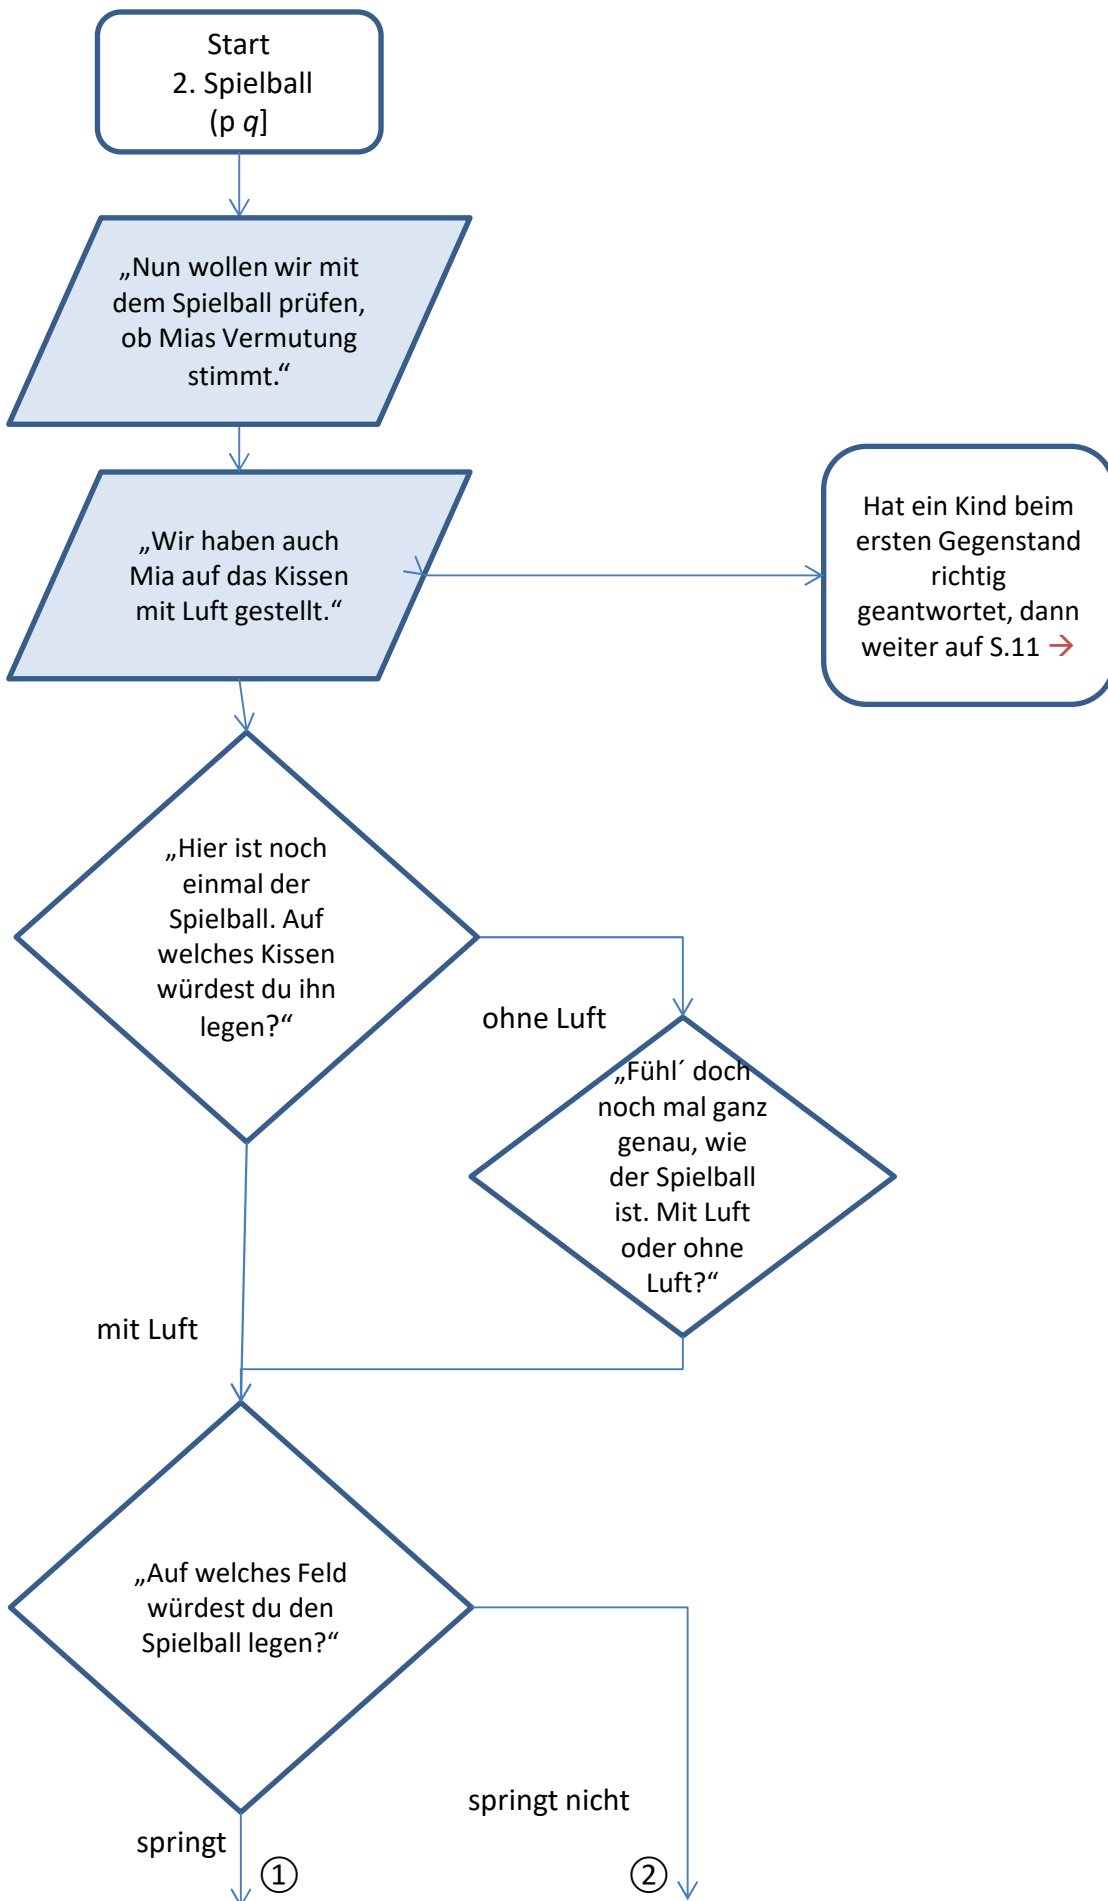 Start
2. Spielball
(p q]
„Nun wollen wir mit
dem Spielball prüfen,
ob Mias Vermutung
stimmt.“
„Wir haben auch
Mia auf das Kissen
mit Luft gestellt.“
Hat ein Kind beim
ersten Gegenstand
richtig
geantwortet, dann
weiter auf S.11 →
„Hier ist noch
einmal der
Spielball. Auf
welches Kissen
würdest du ihn
legen?“
ohne Luft
„Fühl´ doch
noch mal ganz
genau, wie
der Spielball
ist. Mit Luft
oder ohne
Luft?“
mit Luft
„Auf welches Feld
würdest du den
Spielball legen?“
springt nicht
springt
①
②